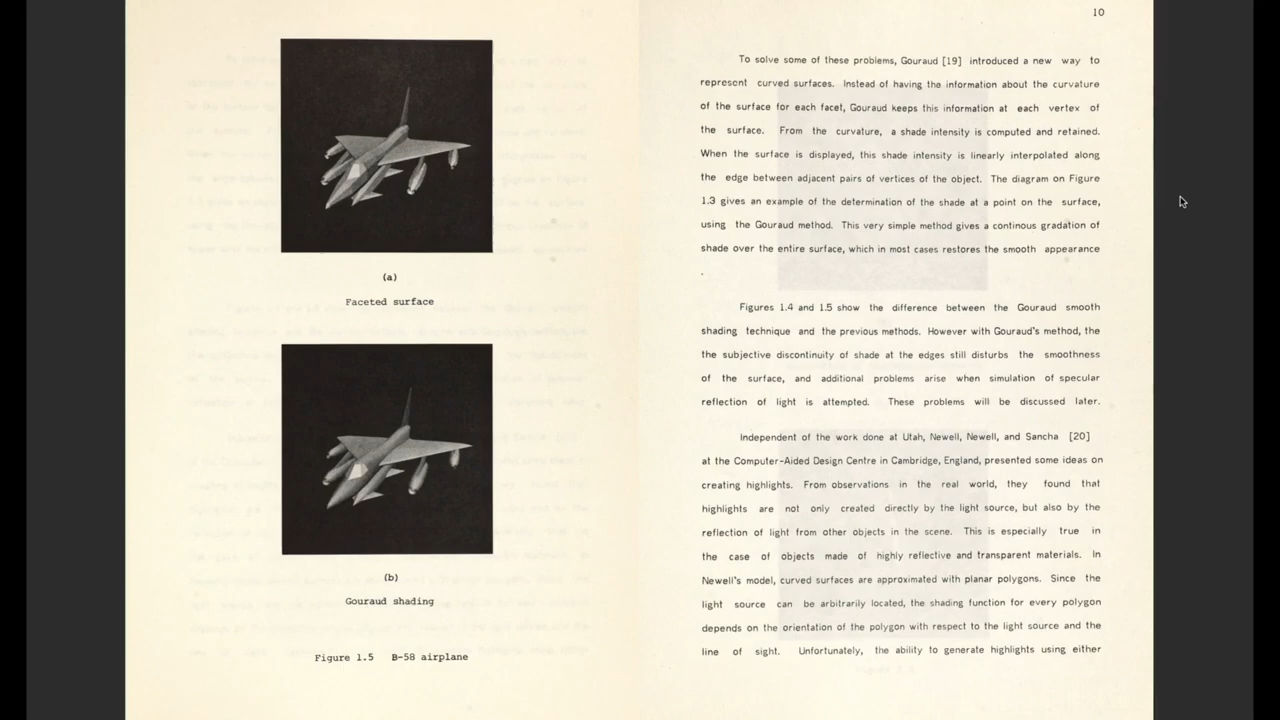 (a)
Faceted surface
(b)
Gouraud shading
Figure 1.5 B-58 airplane
10
To solve some of these problems, Gouraud [19] introduced a new way to
represent curved surfaces. Instead of having the information about the curvature
of the surface for each facet, Gouraud keeps this information at each vertex of
the surface. From the curvature, a shade intensity is computed and retained.
When the surface is displayed, this shade intensity is linearly interpolated along
the edge between adjacent pairs of vertices of the object. The diagram on Figure
1.3 gives an example of the determination of the shade at a point on the surface,
using the Gouraud method. This very simple method gives a continous gradation of
shade over the entire surface, which in most cases restores the smooth appearance
.
Figures 1.4 and 1.5 show the difference between the Gouraud smooth
shading technique and the previous methods. However with Gouraud's method, the
the subjective discontinuity of shade at the edges still disturbs the smoothness
of the surface, and additional problems arise when simulation of specular
reflection of light is attempted. These problems will be discussed later.
Independent of the work done at Utah, Newell, Newell, and Sancha [20]
at the Computer-Aided Design Centre in Cambridge, England, presented some ideas on
creating highlights. From observations in the real world, they found that
highlights are not only created directly by the light source, but also by the
reflection of light from other objects in the scene. This is especially true in
the case of objects made of highly reflective and transparent materials. In
Newell's model, curved surfaces are approximated with planar polygons. Since the
light source can be arbitrarily located, the shading function for every polygon
depends on the orientation of the polygon with respect to the light source and the
line of sight. Unfortunately, the ability to generate highlights using either